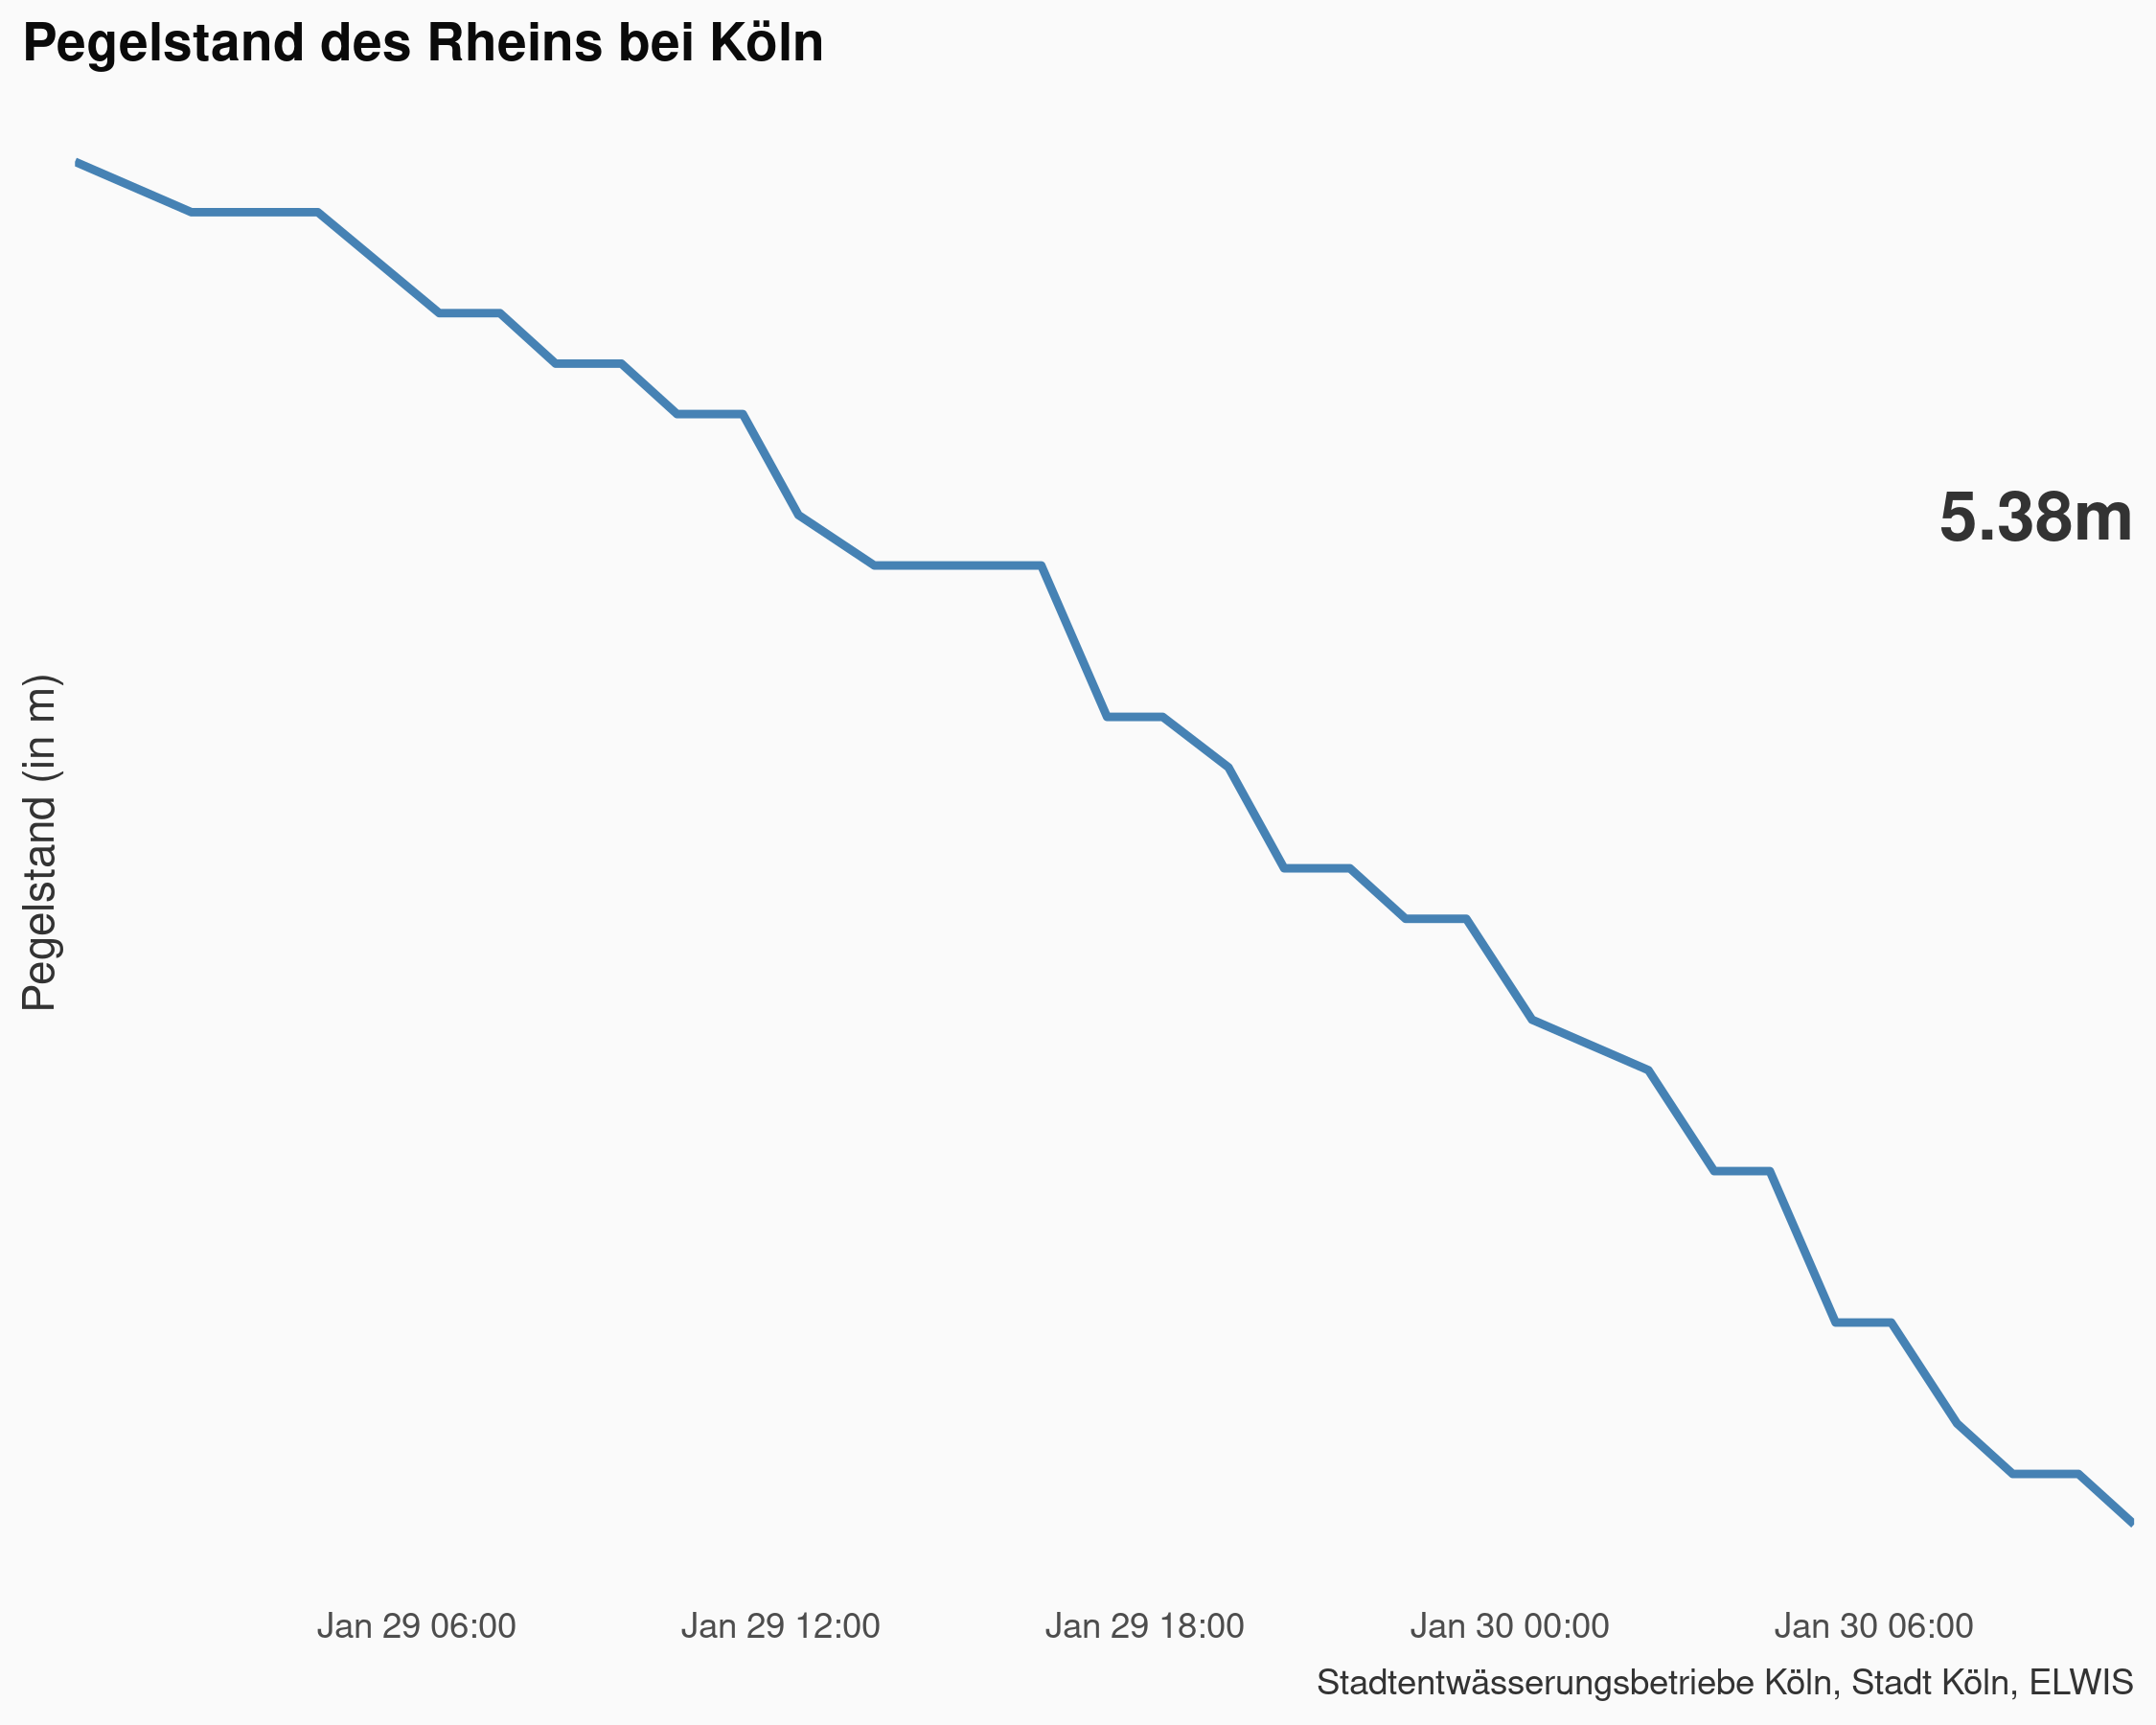 Pegelstand des Rheins bei Köln
5.38m
Pegelstand (in m)
Jan 29 06:00 Jan 29 12:00 Jan 29 18:00 Jan 30 00:00 Jan 30 06:00
Stadtentwässerungsbetriebe Köln, Stadt Köln, ELWIS